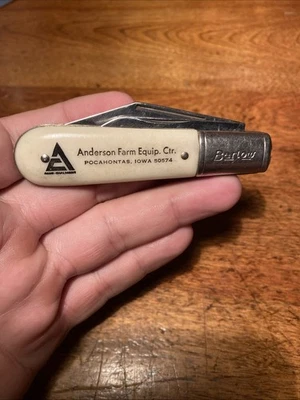 Anderson Farm Equip. Ctr.
POCAHONTAS, IOWA 50574
Barlow